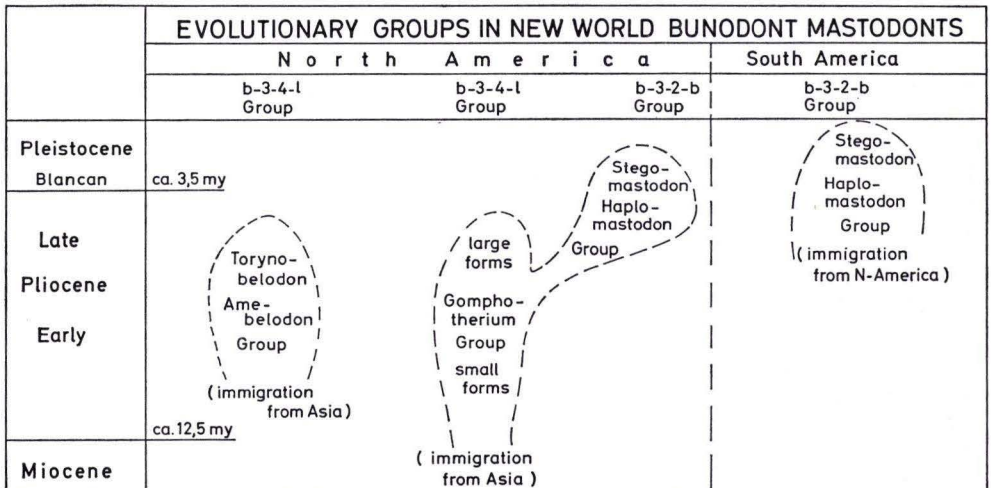 EVOLUTIONARY GROUPS IN NEW WORLD BUNODONT MASTODONTS
North America
South America
b-3-4-l
Group
b-3-4-l
Group
b-3-2-b
Group
b-3-2-b
Group
Pleistocene
Blancan
ca. 3,5 my
Late
Pliocene
Early
ca. 12,5 my
Miocene
Toryno-
belodon
Ame-
belodon
Group
(immigration
from Asia)
large
forms
Gompho-
therium
Group
small
forms
(immigration
from Asia)
Stego-
mastodon
Haplo-
mastodon
Group
Stego-
mastodon
Haplo-
mastodon
Group
(immigration
from N-America)